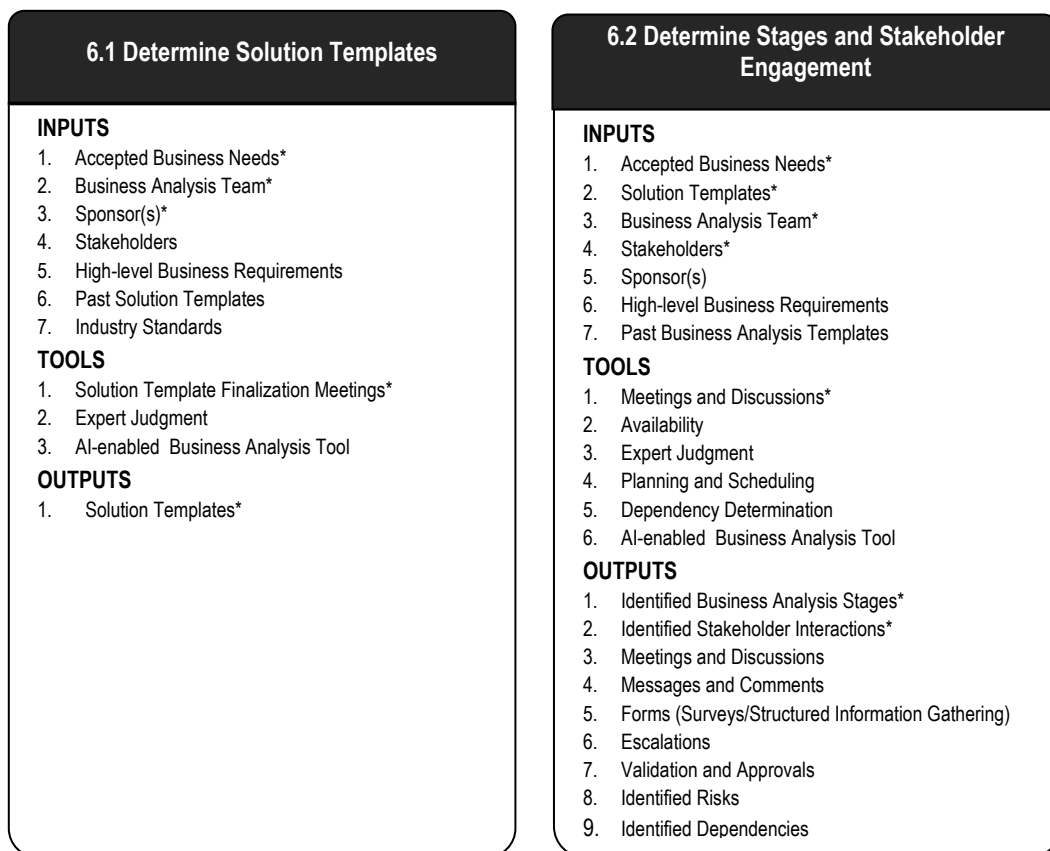 6.1 Determine Solution Templates
INPUTS
1. Accepted Business Needs*
2. Business Analysis Team*
3. Sponsor(s)*
4. Stakeholders
5. High-level Business Requirements
6. Past Solution Templates
7. Industry Standards
TOOLS
1. Solution Template Finalization Meetings*
2. Expert Judgment
3. AI-enabled Business Analysis Tool
OUTPUTS
1. Solution Templates*
6.2 Determine Stages and Stakeholder
Engagement
INPUTS
1. Accepted Business Needs*
2. Solution Templates*
3. Business Analysis Team*
4. Stakeholders*
5. Sponsor(s)
6. High-level Business Requirements
7. Past Business Analysis Templates
TOOLS
1. Meetings and Discussions*
2. Availability
3. Expert Judgment
4. Planning and Scheduling
5. Dependency Determination
6. AI-enabled Business Analysis Tool
OUTPUTS
1. Identified Business Analysis Stages*
2. Identified Stakeholder Interactions*
3. Meetings and Discussions
4. Messages and Comments
5. Forms (Surveys/Structured Information Gathering)
6. Escalations
7. Validation and Approvals
8. Identified Risks
9. Identified Dependencies